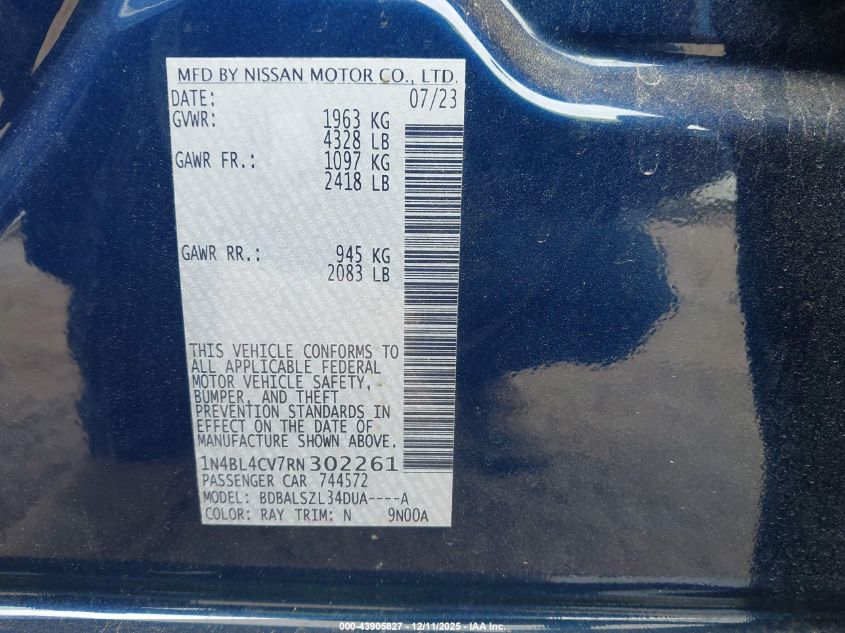 MFD BY NISSAN MOTOR CO., LTD.
DATE: 07/23
GVWR: 1963 KG
4328 LB
GAWR FR.: 1097 KG
2418 LB
GAWR RR.: 945 KG
2083 LB
THIS VEHICLE CONFORMS TO
ALL APPLICABLE FEDERAL
MOTOR VEHICLE SAFETY,
BUMPER, AND THEFT
PREVENTION STANDARDS IN
EFFECT ON THE DATE OF
MANUFACTURE SHOWN ABOVE.
1N4BL4CV7RN302261
PASSENGER CAR 744572
MODEL: BDBALSZL34DUA----A
COLOR: RAY TRIM: N 9N00A
000-43905827 - 12/11/2025 - IAA Inc.